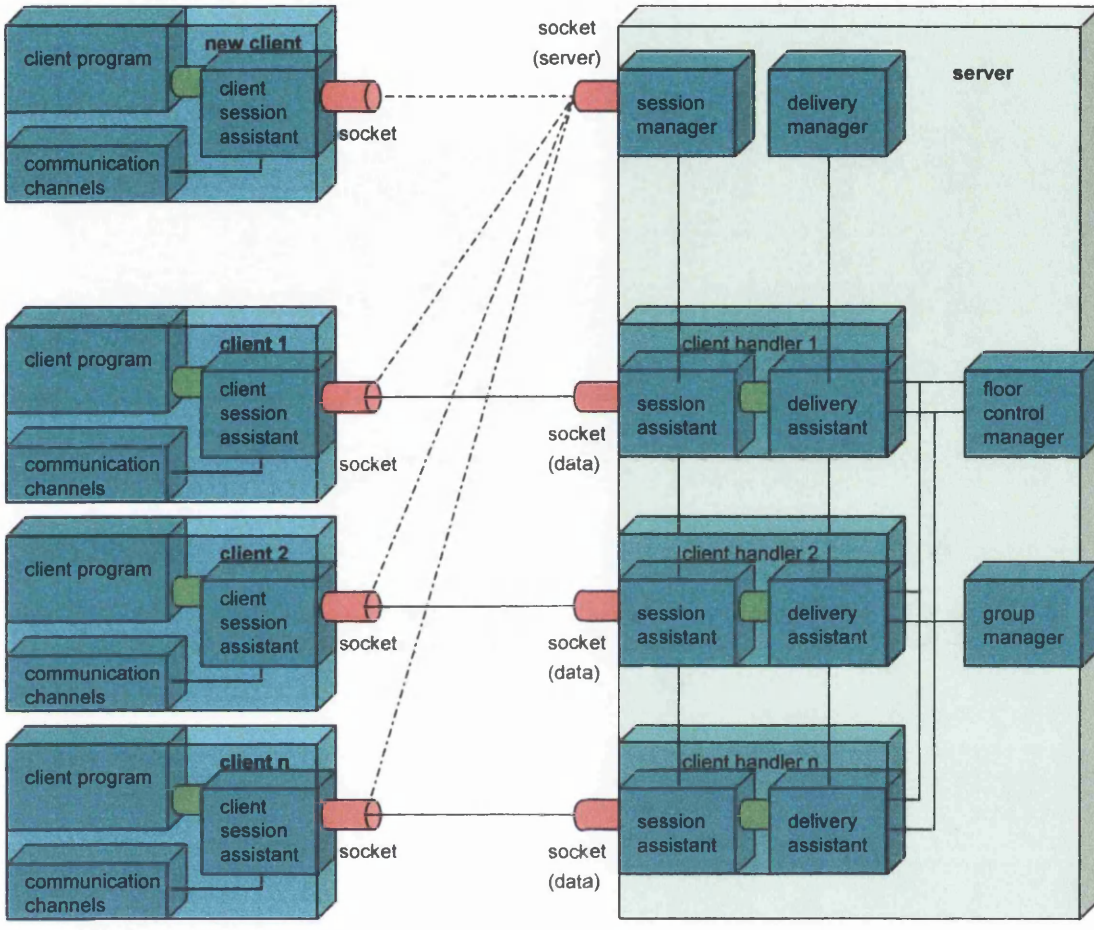 new client
client program
client
session
assistant
communication
channels
socket
socket
(server)
session
manager
delivery
manager
server
client 1
client program
client
session
assistant
communication
channels
socket
socket
(data)
client handler 1
session
assistant
delivery
assistant
floor
control
manager
client 2
client program
client
session
assistant
communication
channels
socket
socket
(data)
client handler 2
session
assistant
delivery
assistant
group
manager
client n
client program
client
session
assistant
communication
channels
socket
socket
(data)
client handler n
session
assistant
delivery
assistant